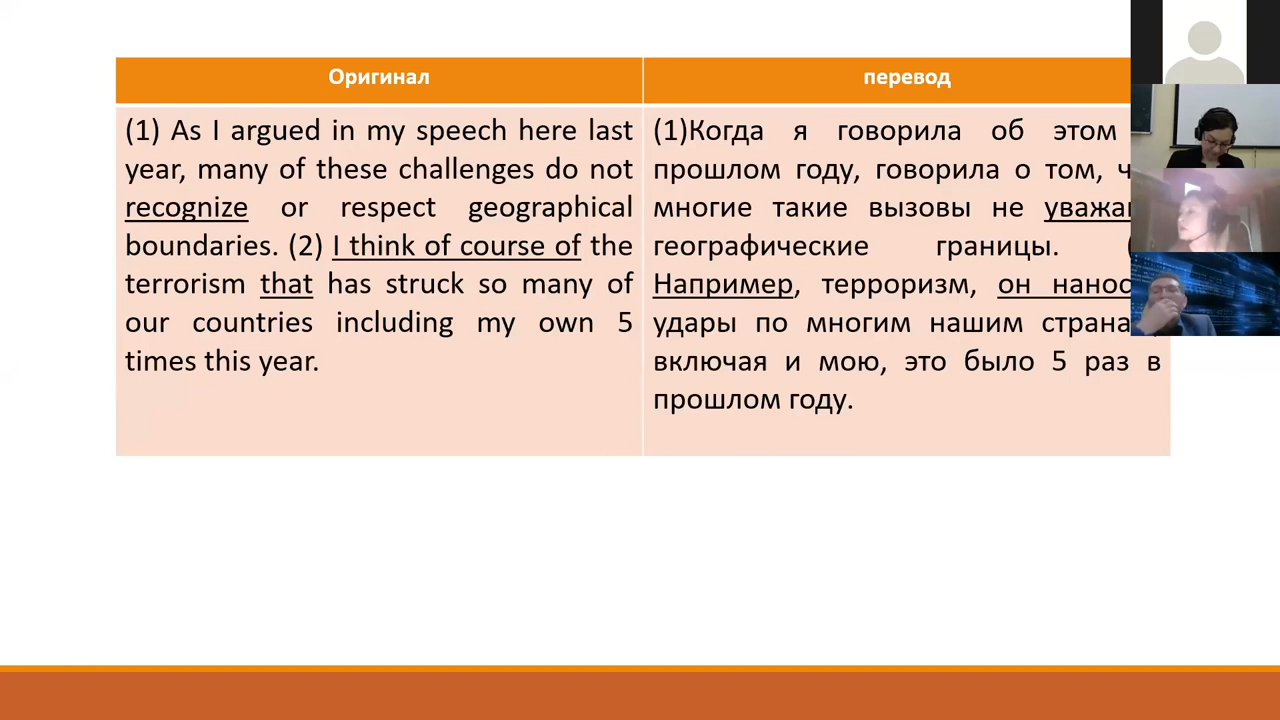 Оригинал
перевод
(1) As I argued in my speech here last
year, many of these challenges do not
recognize or respect geographical
boundaries. (2) I think of course of the
terrorism that has struck so many of
our countries including my own 5
times this year.
(1)Когда я говорила об этом
прошлом году, говорила о том,
многие такие вызовы не
географические границы.
Например, терроризм, он
удары по многим нашим
включая и мою, это было 5 раз в
прошлом году.